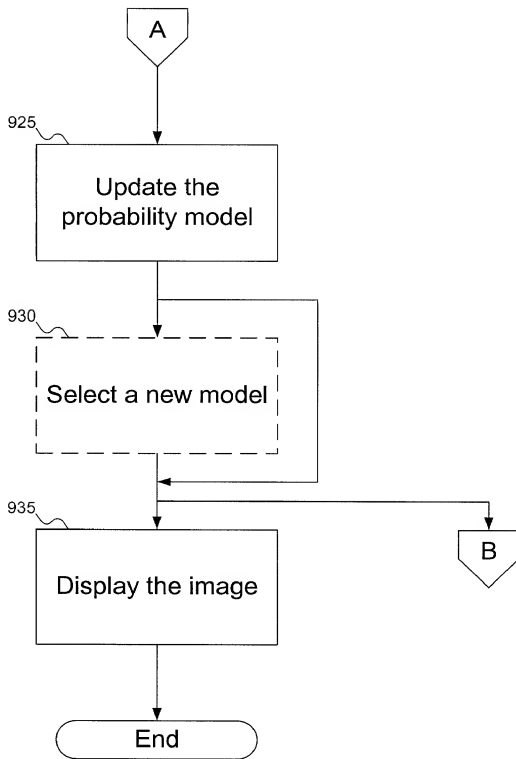 A
925
Update the
probability model
930
Select a new model
935
Display the image
B
End